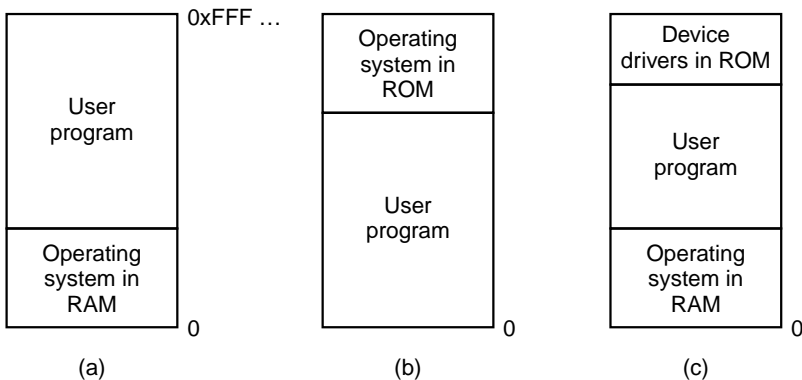 0xFFF …
User
program
Operating
system in
RAM
0
(a)
Operating
system in
ROM
User
program
0
(b)
Device
drivers in ROM
User
program
Operating
system in
RAM
0
(c)